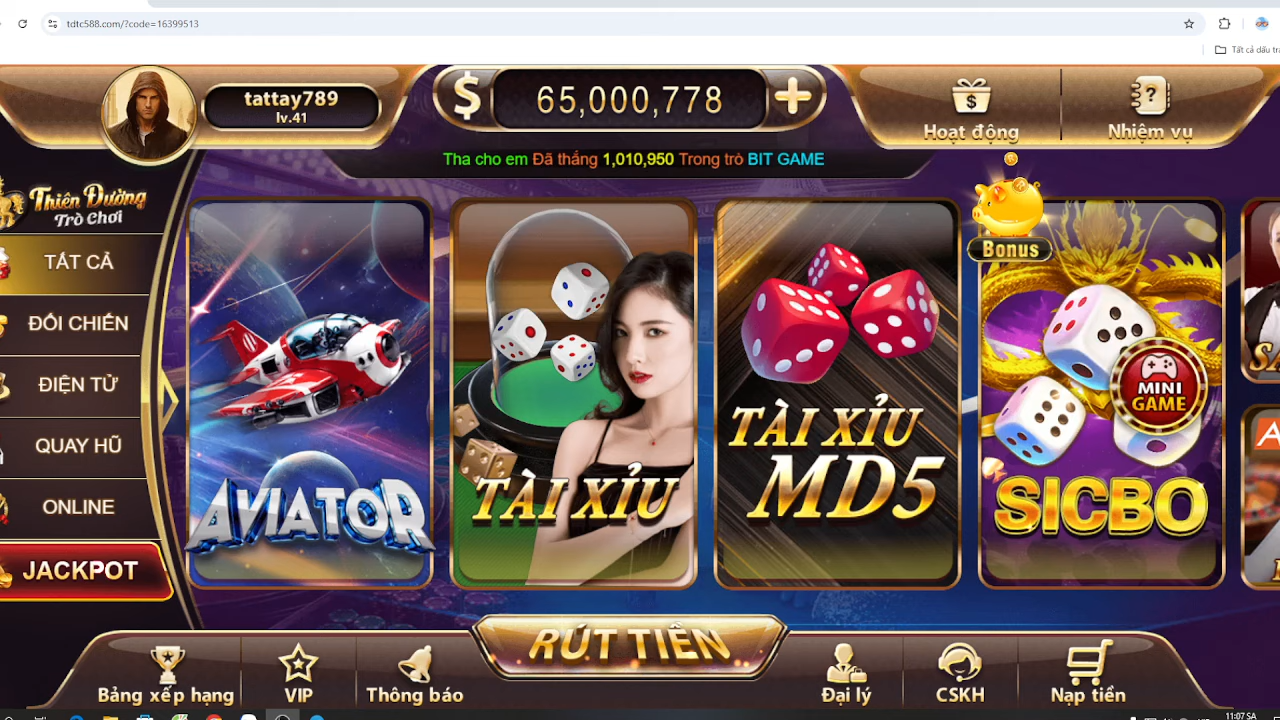 tdtc588.com/?code=16399513
Tất cả dấu
tattay789
lv.41
$
65,000,778
+
$
Hoạt động
?
Nhiệm vụ
Tha cho em Đã thắng 1,010,950 Trong trò BIT GAME
Thiên Đường
Trò Chơi
TẤT CẢ
ĐỐI CHIẾN
ĐIỆN TỬ
QUAY HŨ
ONLINE
JACKPOT
AVIATOR
TÀI XỈU
TÀI XỈU
MD5
Bonus
MINI
GAME
SICBO
RÚT TIỀN
Bảng xếp hạng
VIP
Thông báo
Đại lý
CSKH
Nạp tiền
11:07 SA